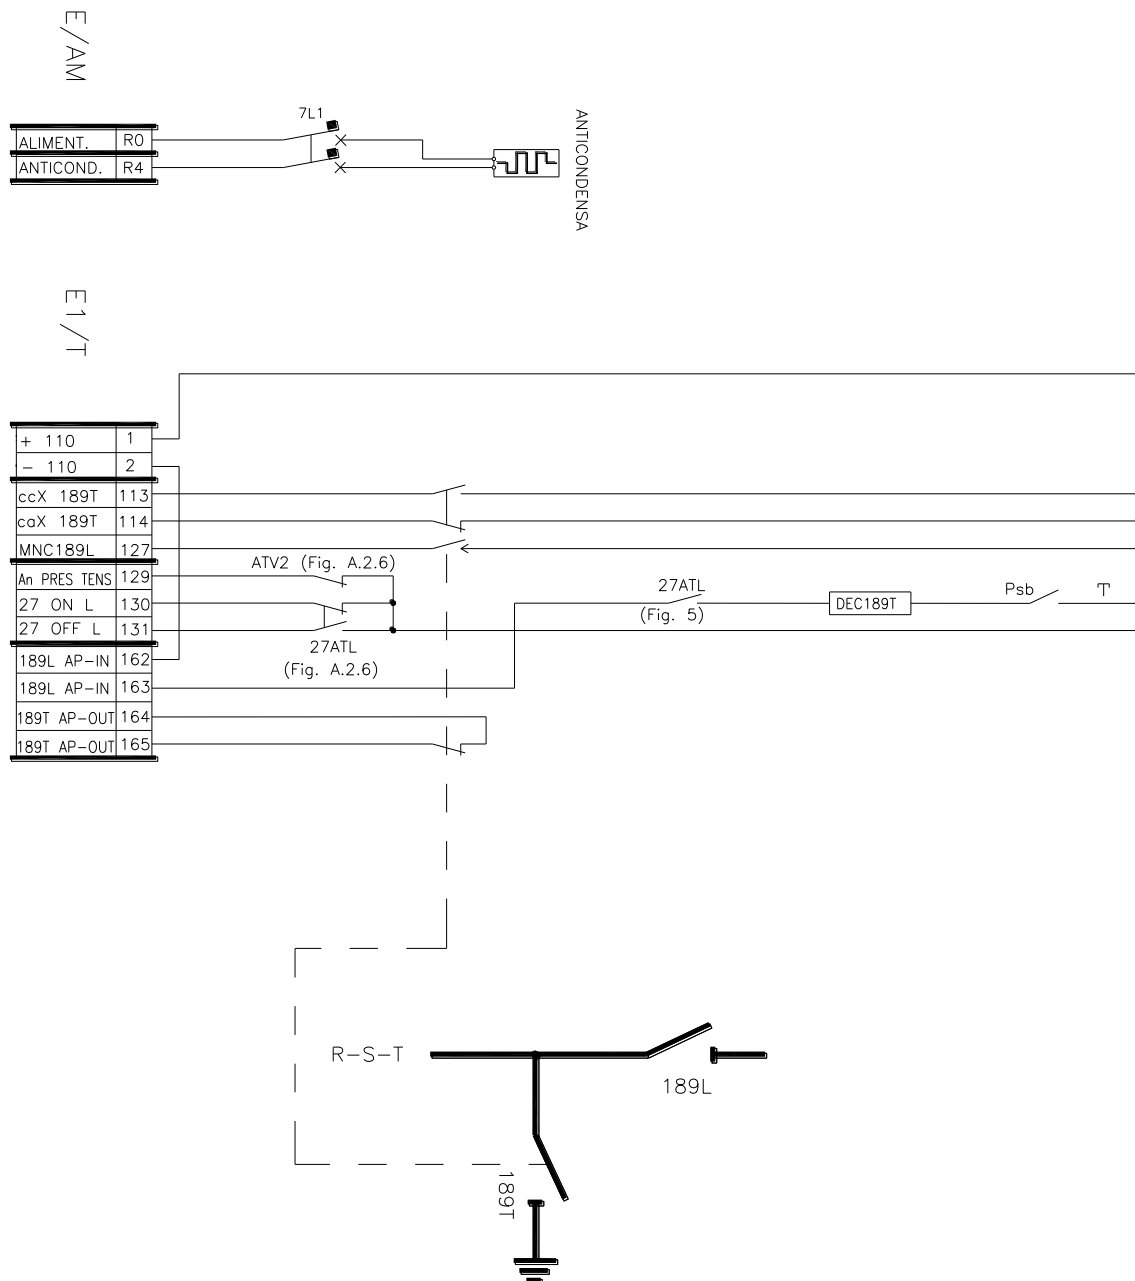 E/AM
7L1
ALIMENT. R0
ANTICOND. R4
ANTICONDENSA
E1/T
+ 110 1
- 110 2
ccX 189T 113
caX 189T 114
MNC189L 127
An PRES TENS 129
27 ON L 130
27 OFF L 131
189L AP-IN 162
189L AP-IN 163
189T AP-OUT 164
189T AP-OUT 165
ATV2 (Fig. A.2.6)
27ATL
(Fig. A.2.6)
27ATL
(Fig. 5)
DEC189T
Psb
R-S-T
189L
189T